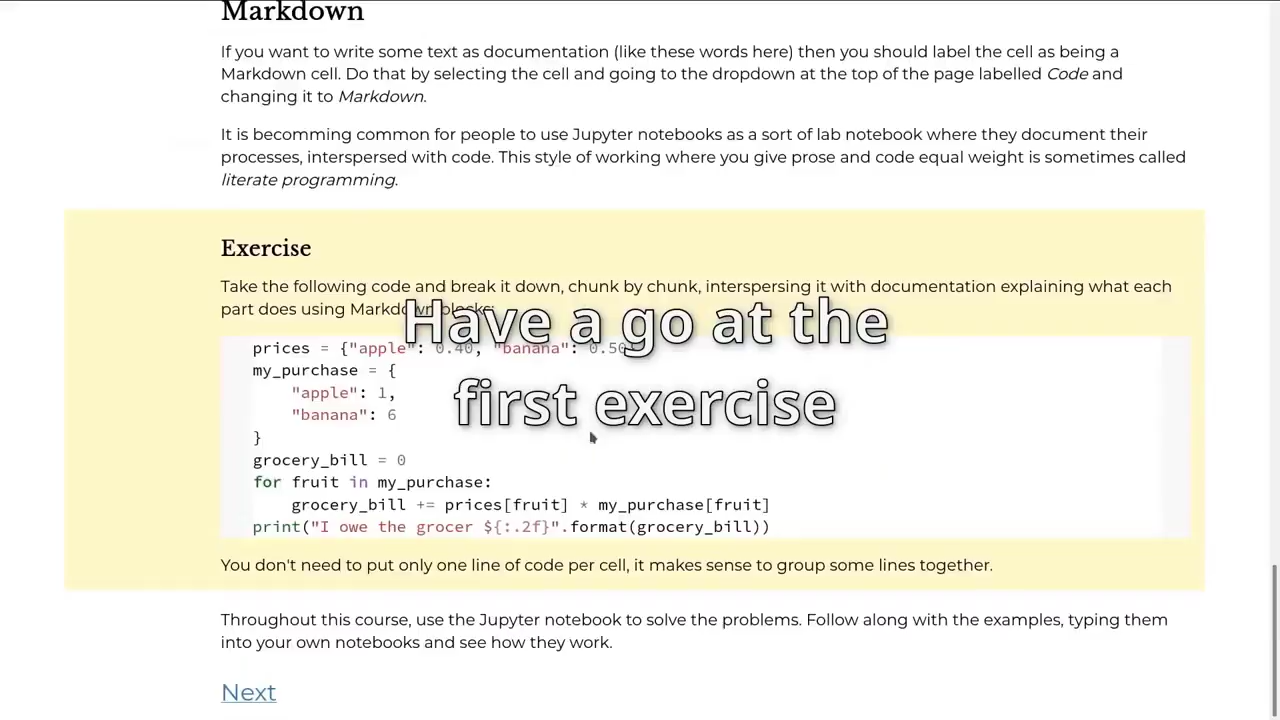 Markdown
If you want to write some text as documentation (like these words here) then you should label the cell as being a
Markdown cell. Do that by selecting the cell and going to the dropdown at the top of the page labelled Code and
changing it to Markdown.
It is becomming common for people to use Jupyter notebooks as a sort of lab notebook where they document their
processes, interspersed with code. This style of working where you give prose and code equal weight is sometimes called
literate programming.
Exercise
Take the following code and break it down, chunk by chunk, interspersing it with documentation explaining what each
part does using Markdown blocks:
Have a go at the
first exercise
prices = {"apple": 0.40, "banana": 0.50}
my_purchase = {
    "apple": 1,
    "banana": 6
}
grocery_bill = 0
for fruit in my_purchase:
    grocery_bill += prices[fruit] * my_purchase[fruit]
print("I owe the grocer ${:.2f}".format(grocery_bill))
You don't need to put only one line of code per cell, it makes sense to group some lines together.
Throughout this course, use the Jupyter notebook to solve the problems. Follow along with the examples, typing them
into your own notebooks and see how they work.
Next